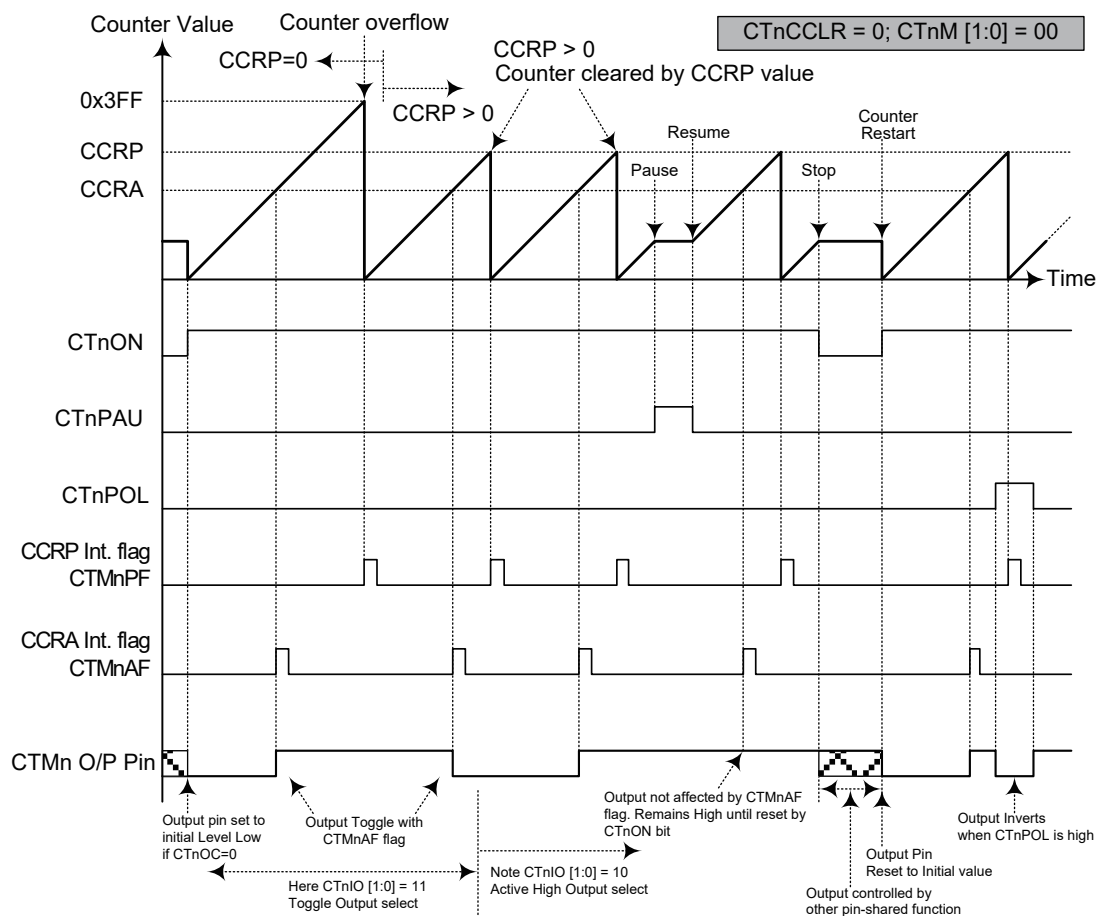 Counter Value
Counter overflow
CTnCCLR = 0; CTnM [1:0] = 00
CCRP=0
CCRP > 0
CCRP > 0
Counter cleared by CCRP value
0x3FF
CCRP
CCRA
Pause
Resume
Stop
Counter
Restart
Time
CTnON
CTnPAU
CTnPOL
CCRP Int. flag
CTMnPF
CCRA Int. flag
CTMnAF
CTMn O/P Pin
Output pin set to
initial Level Low
if CTnOC=0
Output Toggle with
CTMnAF flag
Output not affected by CTMnAF
flag. Remains High until reset by
CTnON bit
Output Inverts
when CTnPOL is high
Output Pin
Reset to Initial value
Here CTnIO [1:0] = 11
Toggle Output select
Note CTnIO [1:0] = 10
Active High Output select
Output controlled by
other pin-shared function